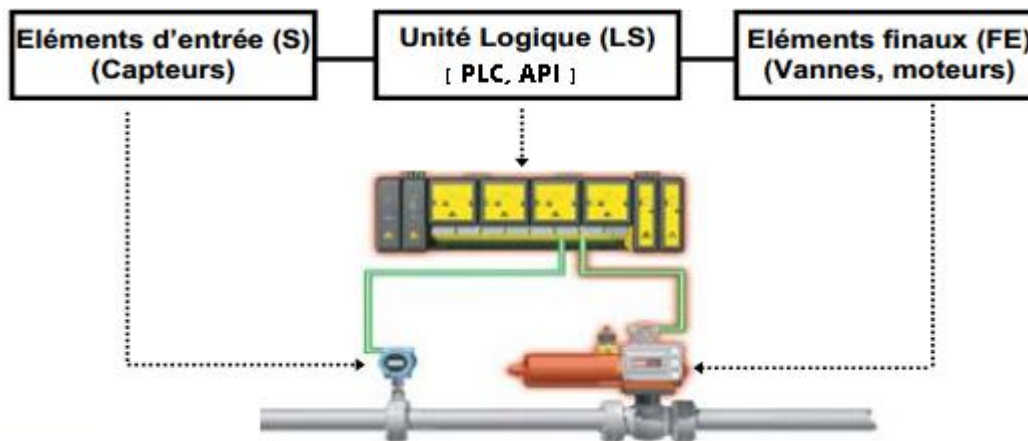 Eléments d'entrée (S)
(Capteurs)
Unité Logique (LS)
[ PLC, API ]
Eléments finaux (FE)
(Vannes, moteurs)